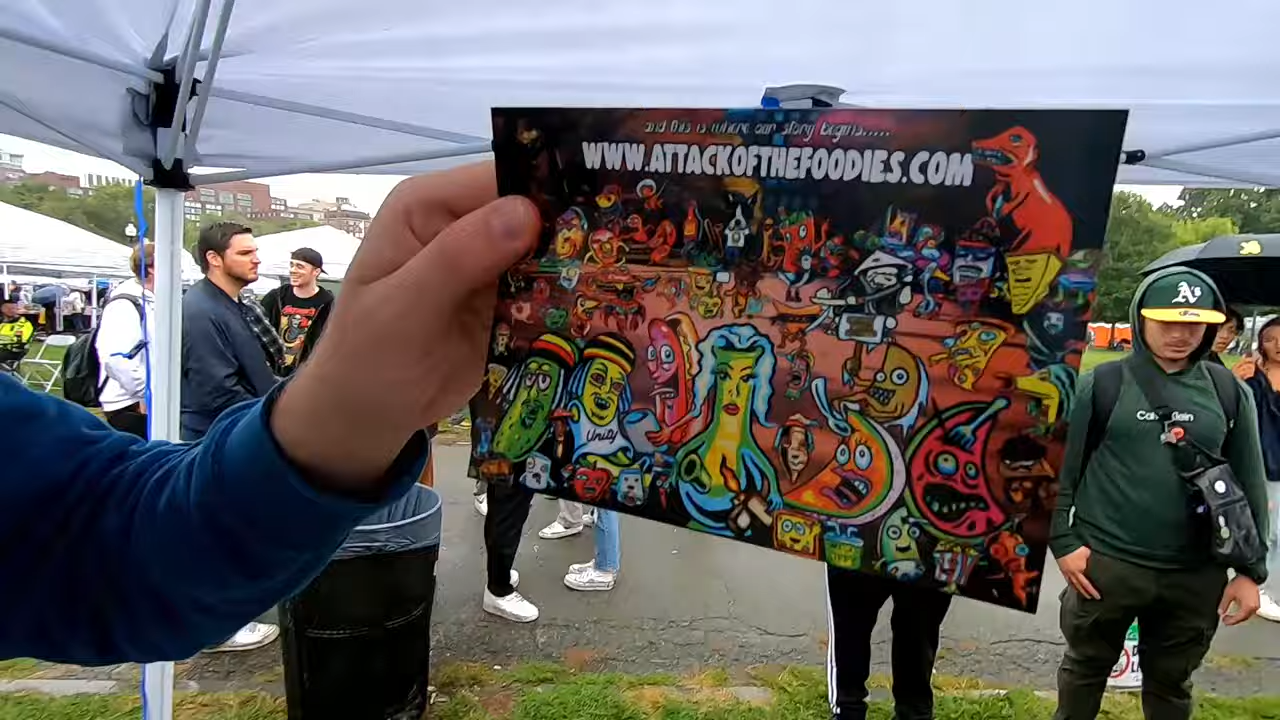 and this is where our story begins.....
WWW.ATTACKOFTHEFOODIES.COM
Unity
A's
Calvin Klein